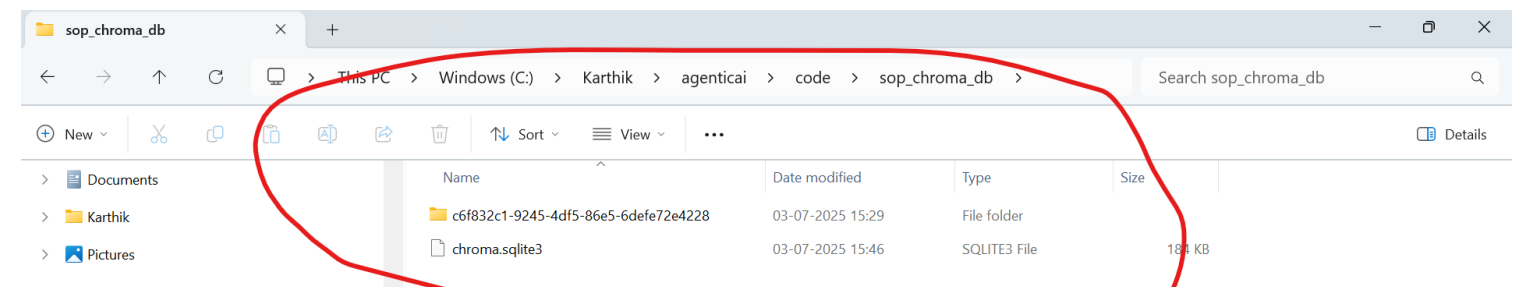 sop_chroma_db
This PC > Windows (C:) > Karthik > agenticai > code > sop_chroma_db > Search sop_chroma_db
New Sort View ... Details
Name Date modified Type Size
> Documents
> Karthik c6f832c1-9245-4df5-86e5-6defe72e4228 03-07-2025 15:29 File folder
> Pictures chroma.sqlite3 03-07-2025 15:46 SQLITE3 File 184 KB